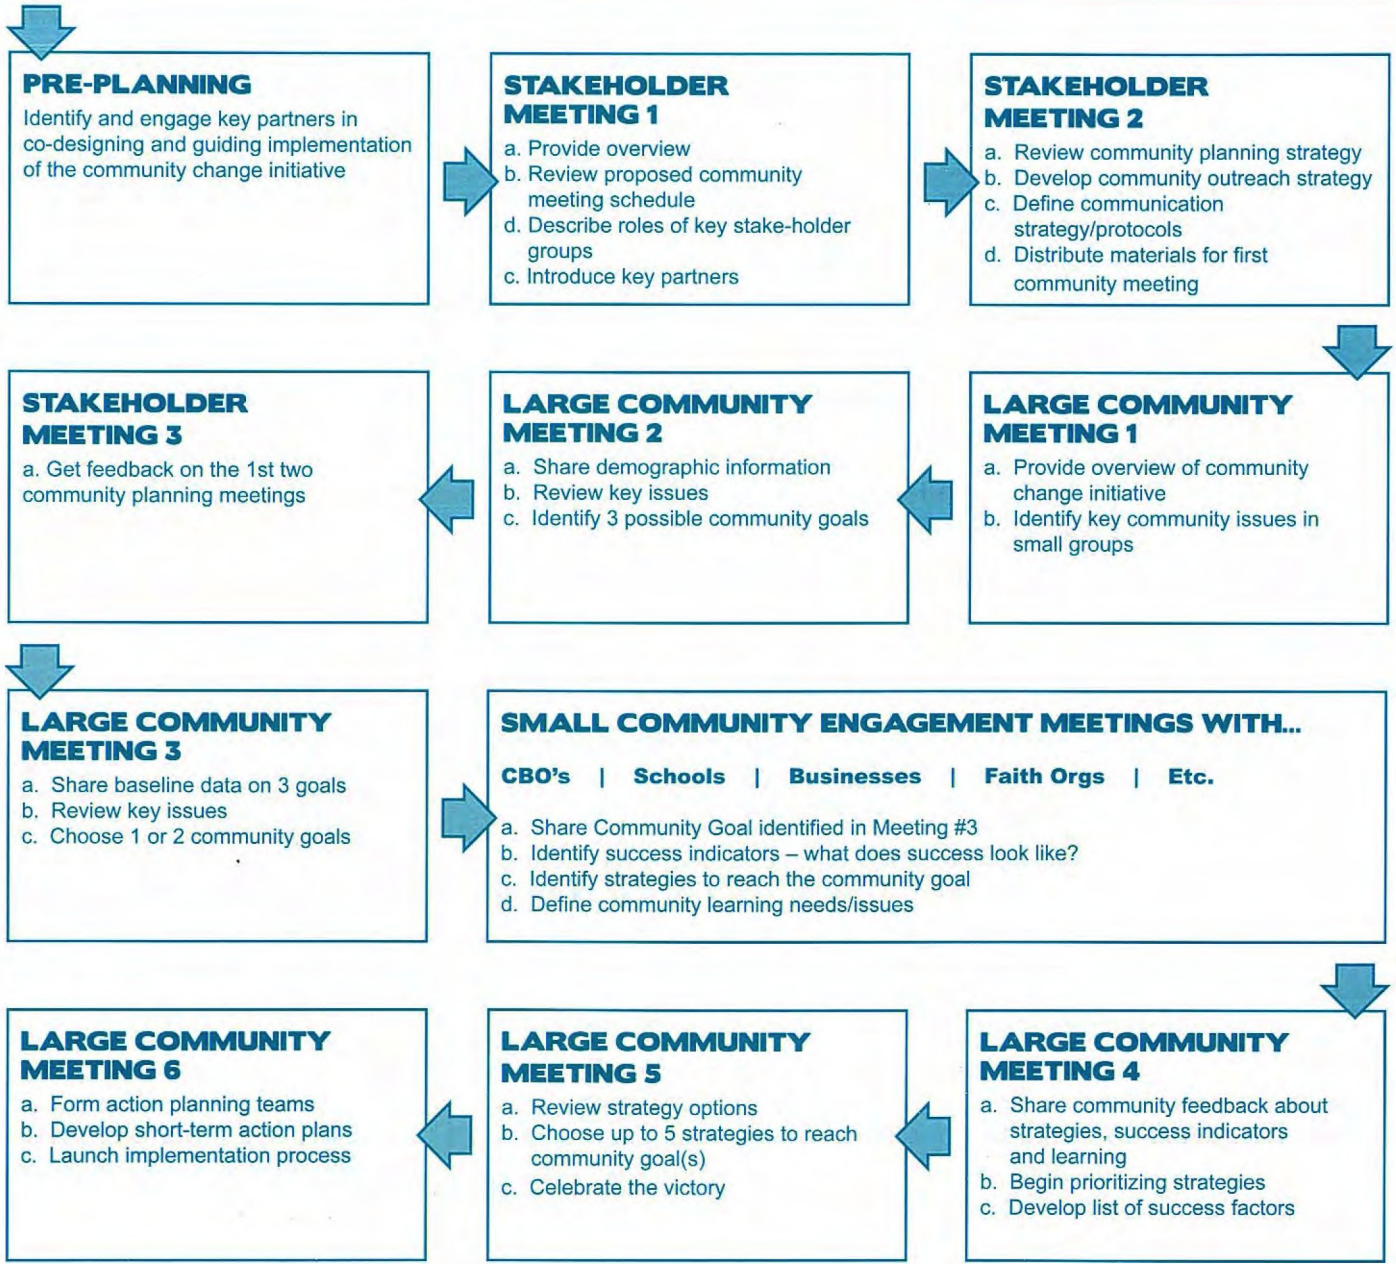 PRE-PLANNING
Identify and engage key partners in
co-designing and guiding implementation
of the community change initiative
STAKEHOLDER
MEETING 1
a. Provide overview
b. Review proposed community
meeting schedule
d. Describe roles of key stake-holder
groups
c. Introduce key partners
STAKEHOLDER
MEETING 2
a. Review community planning strategy
b. Develop community outreach strategy
c. Define communication
strategy/protocols
d. Distribute materials for first
community meeting
LARGE COMMUNITY
MEETING 1
a. Provide overview of community
change initiative
b. Identify key community issues in
small groups
LARGE COMMUNITY
MEETING 2
a. Share demographic information
b. Review key issues
c. Identify 3 possible community goals
STAKEHOLDER
MEETING 3
a. Get feedback on the 1st two
community planning meetings
LARGE COMMUNITY
MEETING 3
a. Share baseline data on 3 goals
b. Review key issues
c. Choose 1 or 2 community goals
SMALL COMMUNITY ENGAGEMENT MEETINGS WITH...
CBO's | Schools | Businesses | Faith Orgs | Etc.
a. Share Community Goal identified in Meeting #3
b. Identify success indicators – what does success look like?
c. Identify strategies to reach the community goal
d. Define community learning needs/issues
LARGE COMMUNITY
MEETING 4
a. Share community feedback about
strategies, success indicators
and learning
b. Begin prioritizing strategies
c. Develop list of success factors
LARGE COMMUNITY
MEETING 5
a. Review strategy options
b. Choose up to 5 strategies to reach
community goal(s)
c. Celebrate the victory
LARGE COMMUNITY
MEETING 6
a. Form action planning teams
b. Develop short-term action plans
c. Launch implementation process